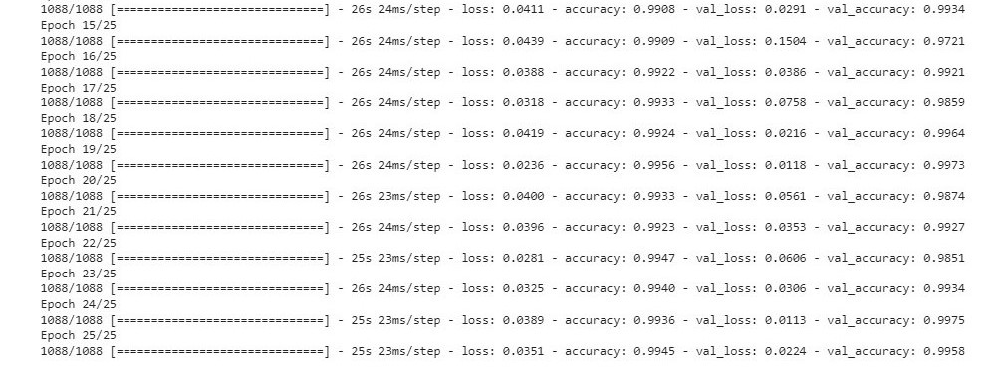 1088/1088 [==============================] - 26s 24ms/step - loss: 0.0411 - accuracy: 0.9908 - val_loss: 0.0291 - val_accuracy: 0.9934
Epoch 15/25
1088/1088 [==============================] - 26s 24ms/step - loss: 0.0439 - accuracy: 0.9909 - val_loss: 0.1504 - val_accuracy: 0.9721
Epoch 16/25
1088/1088 [==============================] - 26s 24ms/step - loss: 0.0388 - accuracy: 0.9922 - val_loss: 0.0386 - val_accuracy: 0.9921
Epoch 17/25
1088/1088 [==============================] - 26s 24ms/step - loss: 0.0318 - accuracy: 0.9933 - val_loss: 0.0758 - val_accuracy: 0.9859
Epoch 18/25
1088/1088 [==============================] - 26s 24ms/step - loss: 0.0419 - accuracy: 0.9924 - val_loss: 0.0216 - val_accuracy: 0.9964
Epoch 19/25
1088/1088 [==============================] - 26s 24ms/step - loss: 0.0236 - accuracy: 0.9956 - val_loss: 0.0118 - val_accuracy: 0.9973
Epoch 20/25
1088/1088 [==============================] - 26s 23ms/step - loss: 0.0400 - accuracy: 0.9933 - val_loss: 0.0561 - val_accuracy: 0.9874
Epoch 21/25
1088/1088 [==============================] - 26s 24ms/step - loss: 0.0396 - accuracy: 0.9923 - val_loss: 0.0353 - val_accuracy: 0.9927
Epoch 22/25
1088/1088 [==============================] - 25s 23ms/step - loss: 0.0281 - accuracy: 0.9947 - val_loss: 0.0606 - val_accuracy: 0.9851
Epoch 23/25
1088/1088 [==============================] - 26s 24ms/step - loss: 0.0325 - accuracy: 0.9940 - val_loss: 0.0306 - val_accuracy: 0.9934
Epoch 24/25
1088/1088 [==============================] - 25s 23ms/step - loss: 0.0389 - accuracy: 0.9936 - val_loss: 0.0113 - val_accuracy: 0.9975
Epoch 25/25
1088/1088 [==============================] - 25s 23ms/step - loss: 0.0351 - accuracy: 0.9945 - val_loss: 0.0224 - val_accuracy: 0.9958